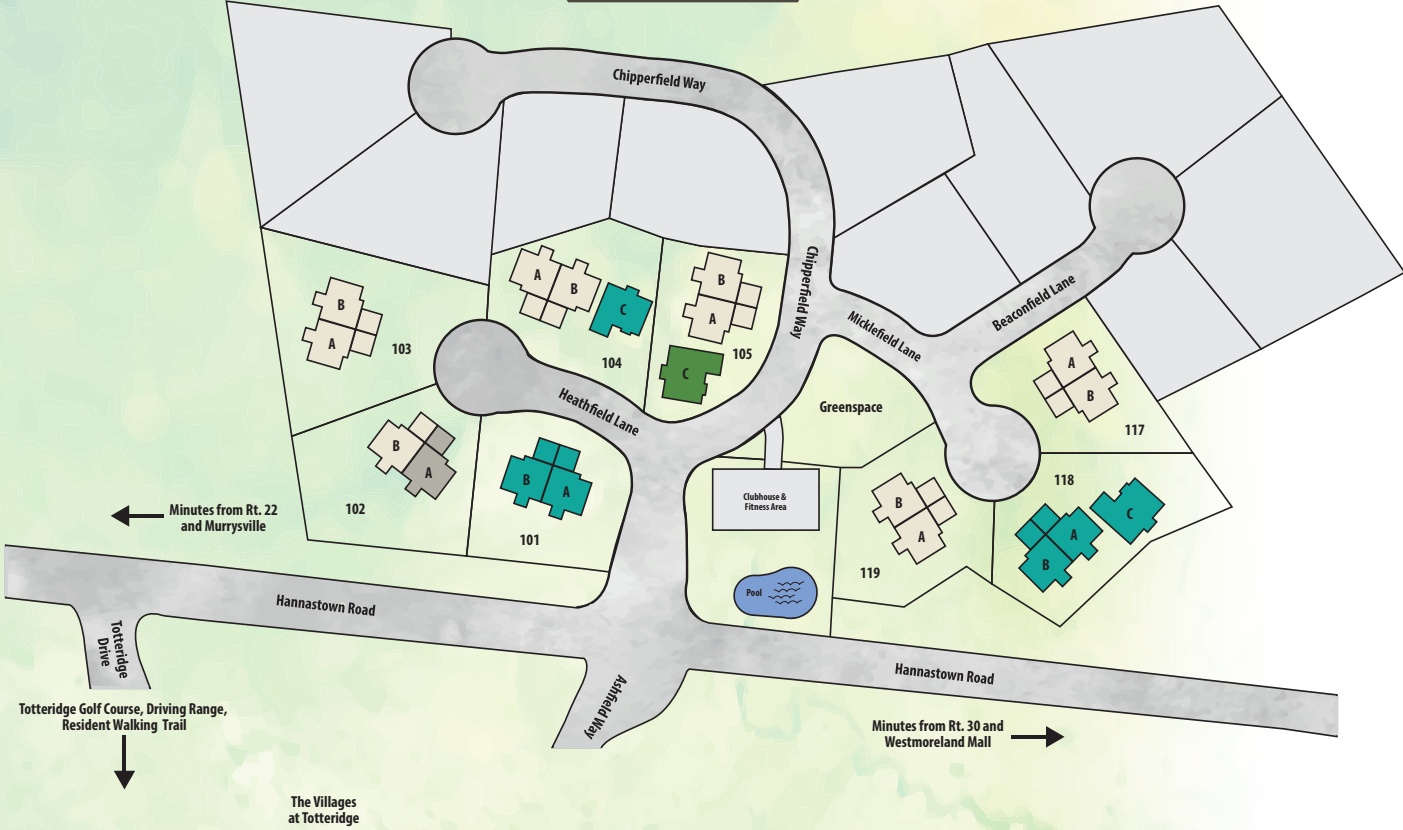 Chipperfield Way
Chipperfield Way
Micklefield Lane
Beaconfield Lane
Heathfield Lane
B
A
103
A
B
C
104
B
A
C
105
A
B
117
Greenspace
B
A
102
B
A
101
Clubhouse &
Fitness Area
Pool
B
A
119
118
C
A
B
Minutes from Rt. 22
and Murrysville
Hannastown Road
Totteridge
Drive
Ashfield Way
Hannastown Road
Totteridge Golf Course, Driving Range,
Resident Walking Trail
Minutes from Rt. 30 and
Westmoreland Mall
The Villages
at Totteridge